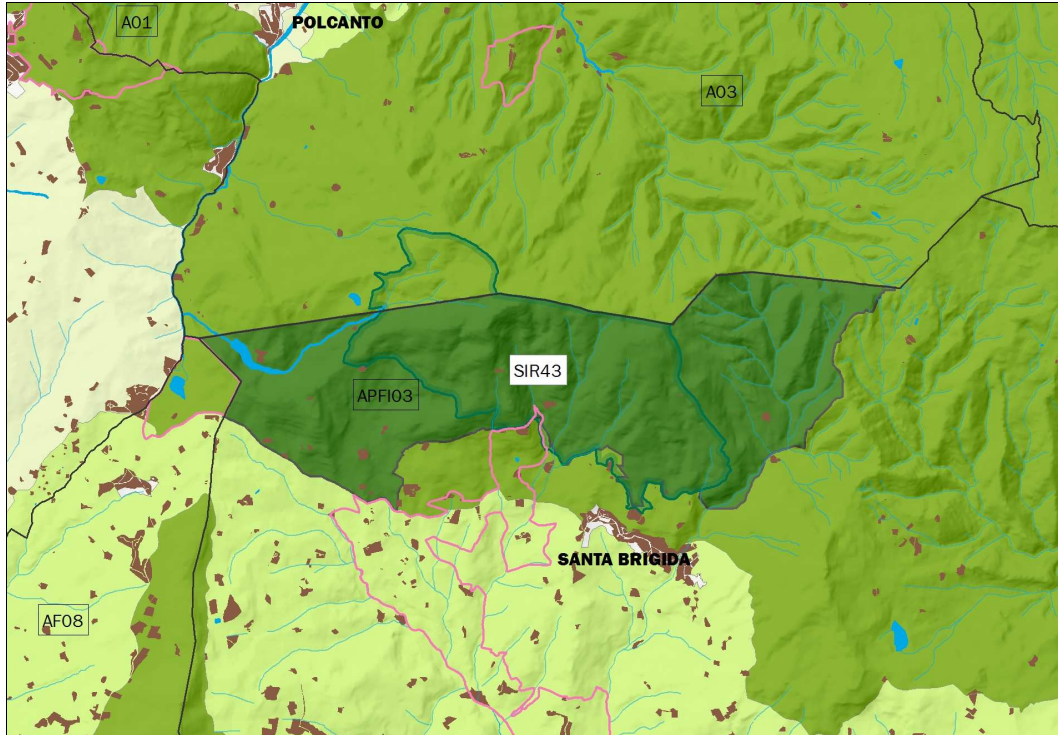 A01
POLCANTO
A03
SIR43
APFI03
SANTA BRIGIDA
AF08